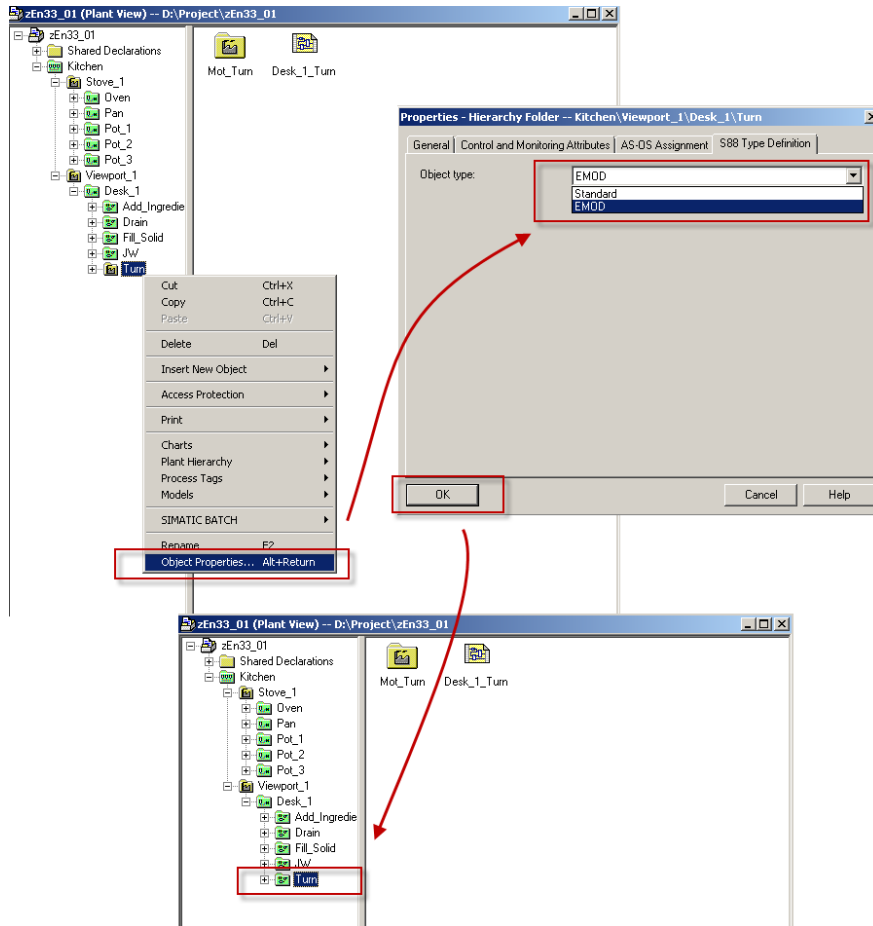 zEn33_01 (Plant View) -- D:\Project\zEn33_01
zEn33_01
Shared Declarations
Kitchen
Stove_1
Oven
Pan
Pot_1
Pot_2
Pot_3
Viewport_1
Desk_1
Add_Ingredie
Drain
Fill_Solid
JW
Turn
Mot_Turn
Desk_1_Turn
Cut Ctrl+X
Copy Ctrl+C
Paste Ctrl+V
Delete Del
Insert New Object
Access Protection
Print
Charts
Plant Hierarchy
Process Tags
Models
SIMATIC BATCH
Rename F2
Object Properties... Alt+Return
Properties - Hierarchy Folder -- Kitchen\Viewport_1\Desk_1\Turn
General
Control and Monitoring Attributes
AS-OS Assignment
S88 Type Definition
Object type:
EMOD
Standard
EMOD
OK
Cancel
Help
zEn33_01 (Plant View) -- D:\Project\zEn33_01
zEn33_01
Shared Declarations
Kitchen
Stove_1
Oven
Pan
Pot_1
Pot_2
Pot_3
Viewport_1
Desk_1
Add_Ingredie
Drain
Fill_Solid
JW
Turn
Mot_Turn
Desk_1_Turn